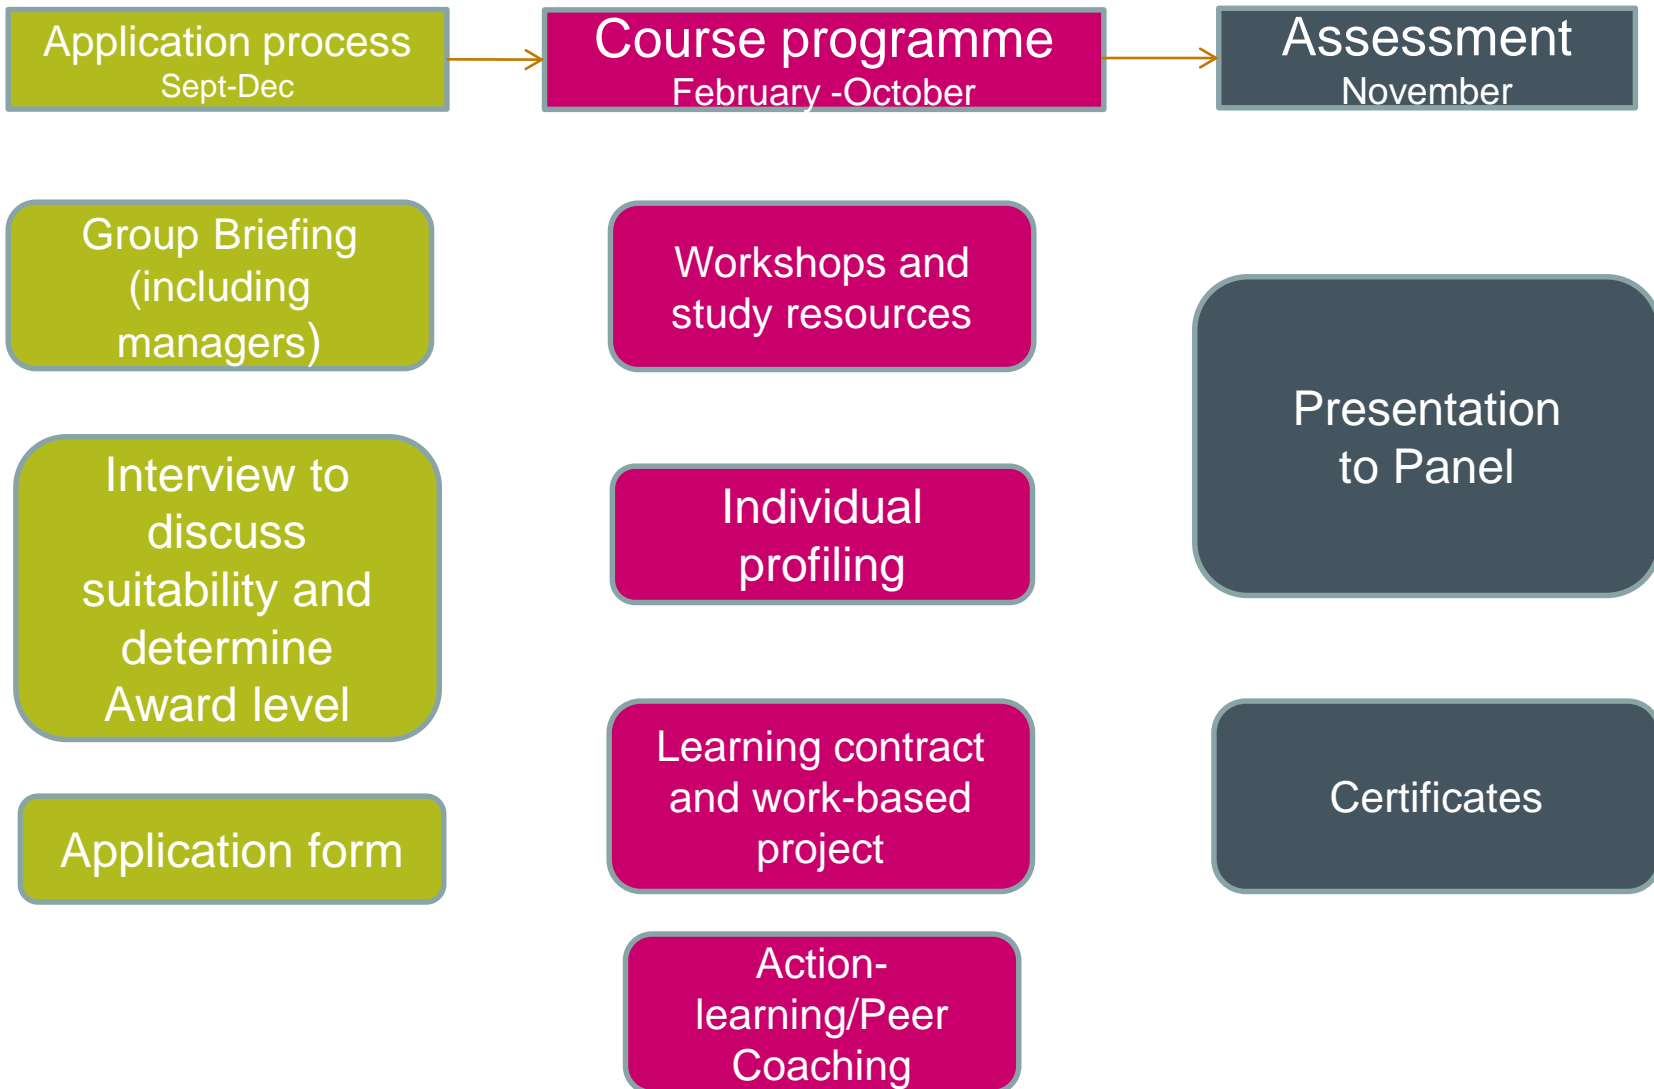 Application process
Sept-Dec
Course programme
February -October
Assessment
November
Group Briefing
(including
managers)
Interview to
discuss
suitability and
determine
Award level
Application form
Workshops and
study resources
Individual
profiling
Learning contract
and work-based
project
Action-
learning/Peer
Coaching
Presentation
to Panel
Certificates